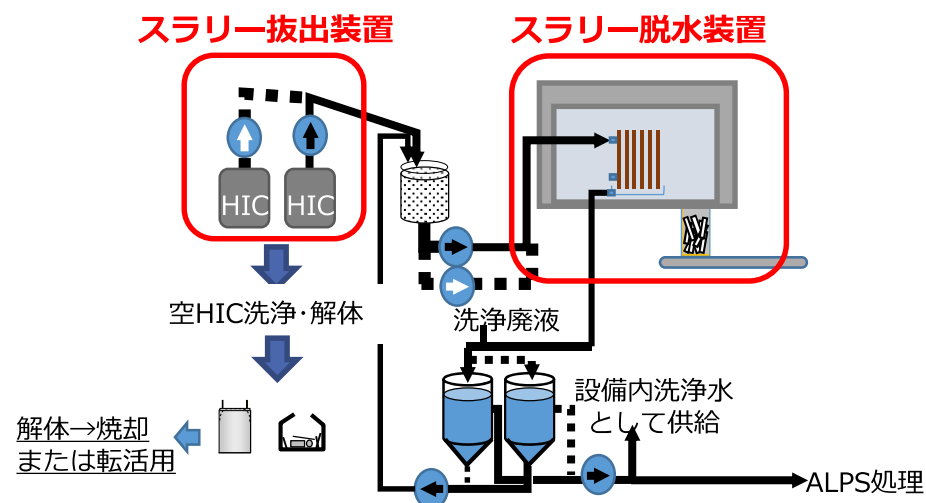 スラリー抜出装置
スラリー脱水装置
HIC
HIC
空HIC洗浄・解体
洗浄廃液
設備内洗浄水
として供給
解体→焼却
または転活用
ALPS処理